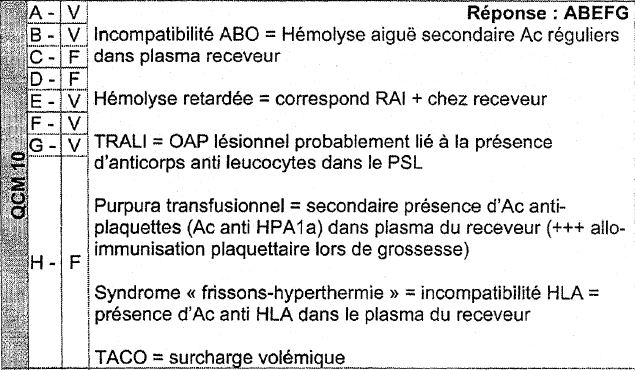 A - V Réponse : ABEFG
B - V Incompatibilité ABO = Hémolyse aiguë secondaire Ac réguliers
C - F dans plasma receveur
D - F
E - V Hémolyse retardée = correspond RAI + chez receveur
F - V
G - V TRALI = OAP lésionnel probablement lié à la présence
d'anticorps anti leucocytes dans le PSL
QCM 10
Purpura transfusionnel = secondaire présence d'Ac anti-
plaquettes (Ac anti HPA1a) dans plasma du receveur (+++ allo-
immunisation plaquettaire lors de grossesse)
H - F
Syndrome « frissons-hyperthermie » = incompatibilité HLA =
présence d'Ac anti HLA dans le plasma du receveur
TACO = surcharge volémique